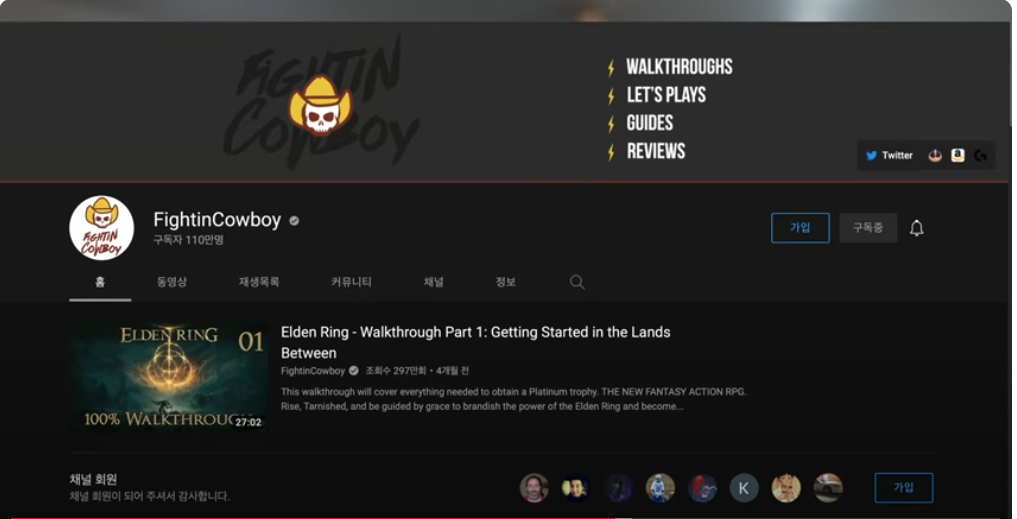 FiGHTiN
COWBOY
WALKTHROUGHS
LET'S PLAYS
GUIDES
REVIEWS
Twitter
FiGHTiN
COWBOY
FightinCowboy
구독자 110만명
가입
구독중
홈
동영상
재생목록
커뮤니티
채널
정보
ELDEN RING
01
100% WALKTHROUG
27:02
Elden Ring - Walkthrough Part 1: Getting Started in the Lands
Between
FightinCowboy 조회수 297만회 • 4개월 전
This walkthrough will cover everything needed to obtain a Platinum trophy. THE NEW FANTASY ACTION RPG.
Rise, Tarnished, and be guided by grace to brandish the power of the Elden Ring and become...
채널 회원
채널 회원이 되어 주셔서 감사합니다.
K
가입